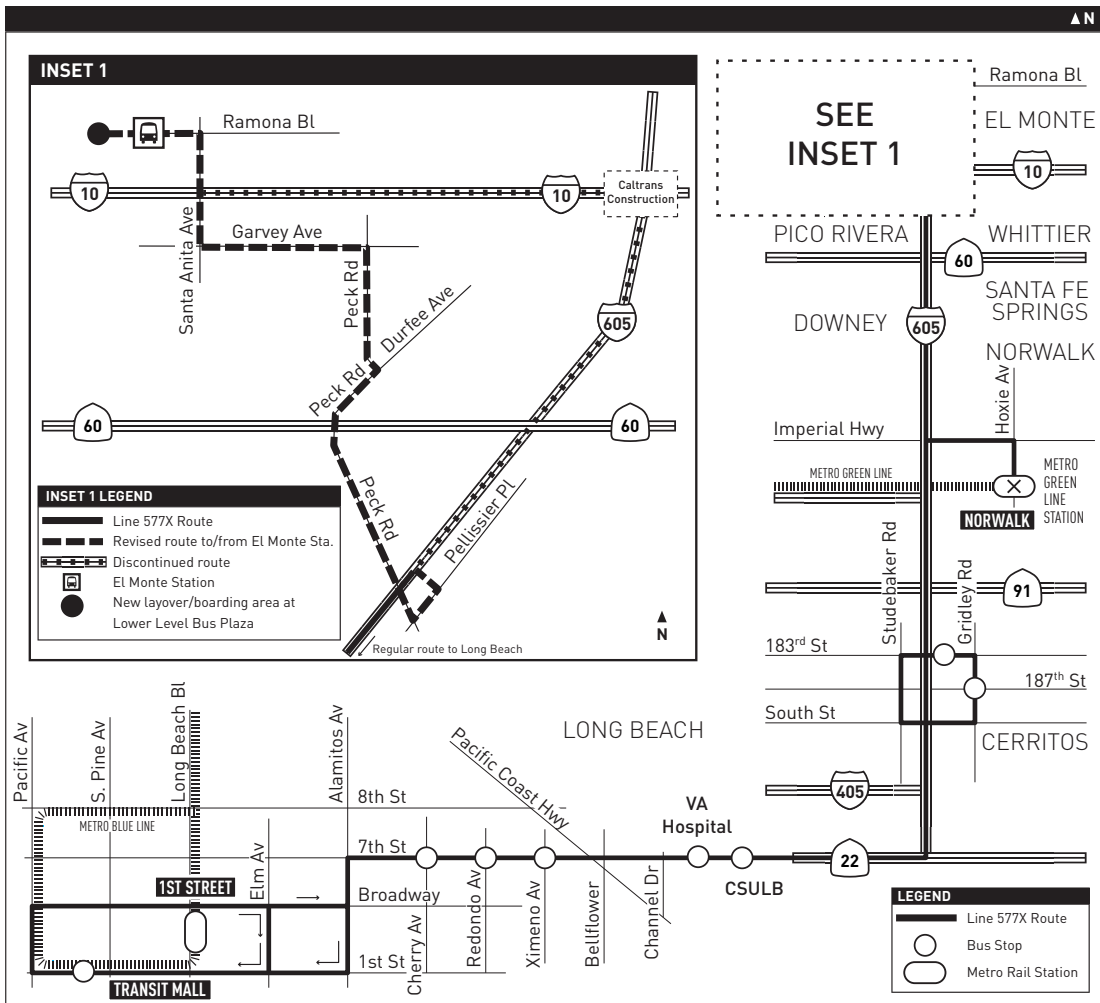 N
INSET 1
Ramona Bl
10
10
Caltrans
Construction
Santa Anita Ave
Garvey Ave
Peck Rd
Durfee Ave
605
Peck Rd
60
60
Peck Rd
Pellissier Pl
INSET 1 LEGEND
Line 577X Route
Revised route to/from El Monte Sta.
Discontinued route
El Monte Station
New layover/boarding area at
Lower Level Bus Plaza
N
Regular route to Long Beach
SEE
INSET 1
Ramona Bl
EL MONTE
10
PICO RIVERA
WHITTIER
60
SANTA FE
SPRINGS
DOWNEY
605
NORWALK
Hoxie Av
Imperial Hwy
METRO GREEN LINE
METRO
GREEN
LINE
STATION
NORWALK
Studebaker Rd
Gridley Rd
91
183rd St
187th St
South St
CERRITOS
405
22
LONG BEACH
Pacific Av
S. Pine Av
Long Beach Bl
Alamitos Av
Pacific Coast Hwy
8th St
METRO BLUE LINE
VA
Hospital
7th St
CSULB
Elm Av
1ST STREET
Broadway
Cherry Av
Redondo Av
Ximeno Av
Bellflower
Channel Dr
1st St
TRANSIT MALL
LEGEND
Line 577X Route
Bus Stop
Metro Rail Station